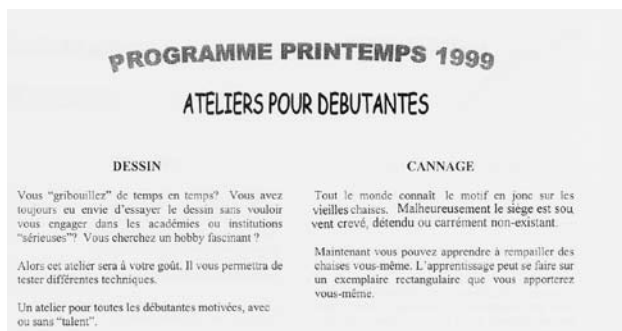 PROGRAMME PRINTEMPS 1999
ATELIERS POUR DEBUTANTES
DESSIN
Vous "gribouillez" de temps en temps? Vous avez
toujours eu envie d'essayer le dessin sans vouloir
vous engager dans les académies ou institutions
"sérieuses"? Vous cherchez un hobby fascinant ?
Alors cet atelier sera à votre goût. Il vous permettra de
tester différentes techniques.
Un atelier pour toutes les débutantes motivées, avec
ou sans "talent".
CANNAGE
Tout le monde connaît le motif en jonc sur les
vieilles chaises. Malheureusement le siège est sou
vent crevé, détendu ou carrément non-existant.
Maintenant vous pouvez apprendre à rempailler des
chaises vous-même. L'apprentissage peut se faire sur
un exemplaire rectangulaire que vous apporterez
vous-même.